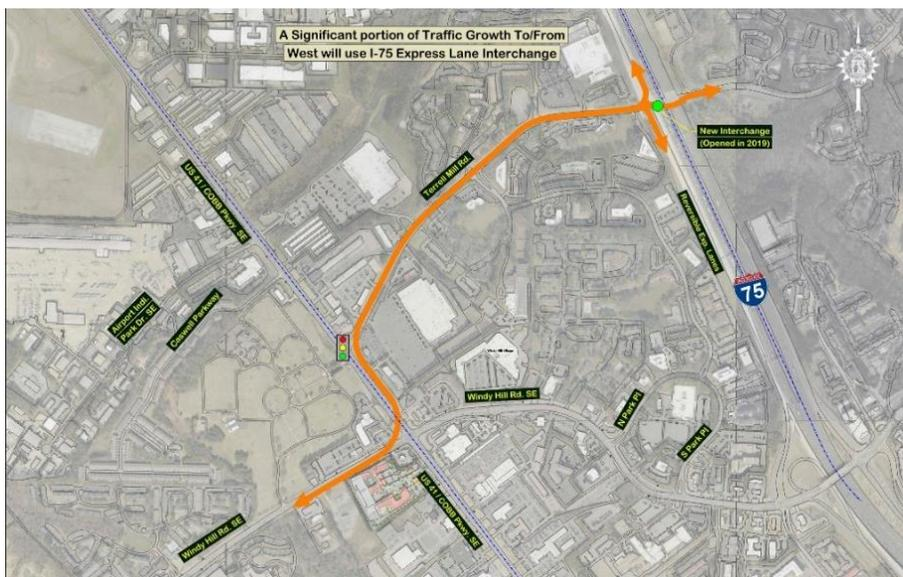 A Significant portion of Traffic Growth To/From
West will use I-75 Express Lane Interchange
New Interchange
(Opened in 2019)
Terrell Mill Rd.
US 41 / COBB Pkwy. SE
Reversible Exp. Lanes
75
Airport Indl.
Park Dr. SE
Caswell Parkway
Windy Hill Rd. SE
N Park Pl
S Park Pl
US 41 / COBB Pkwy. SE
Windy Hill Rd. SE